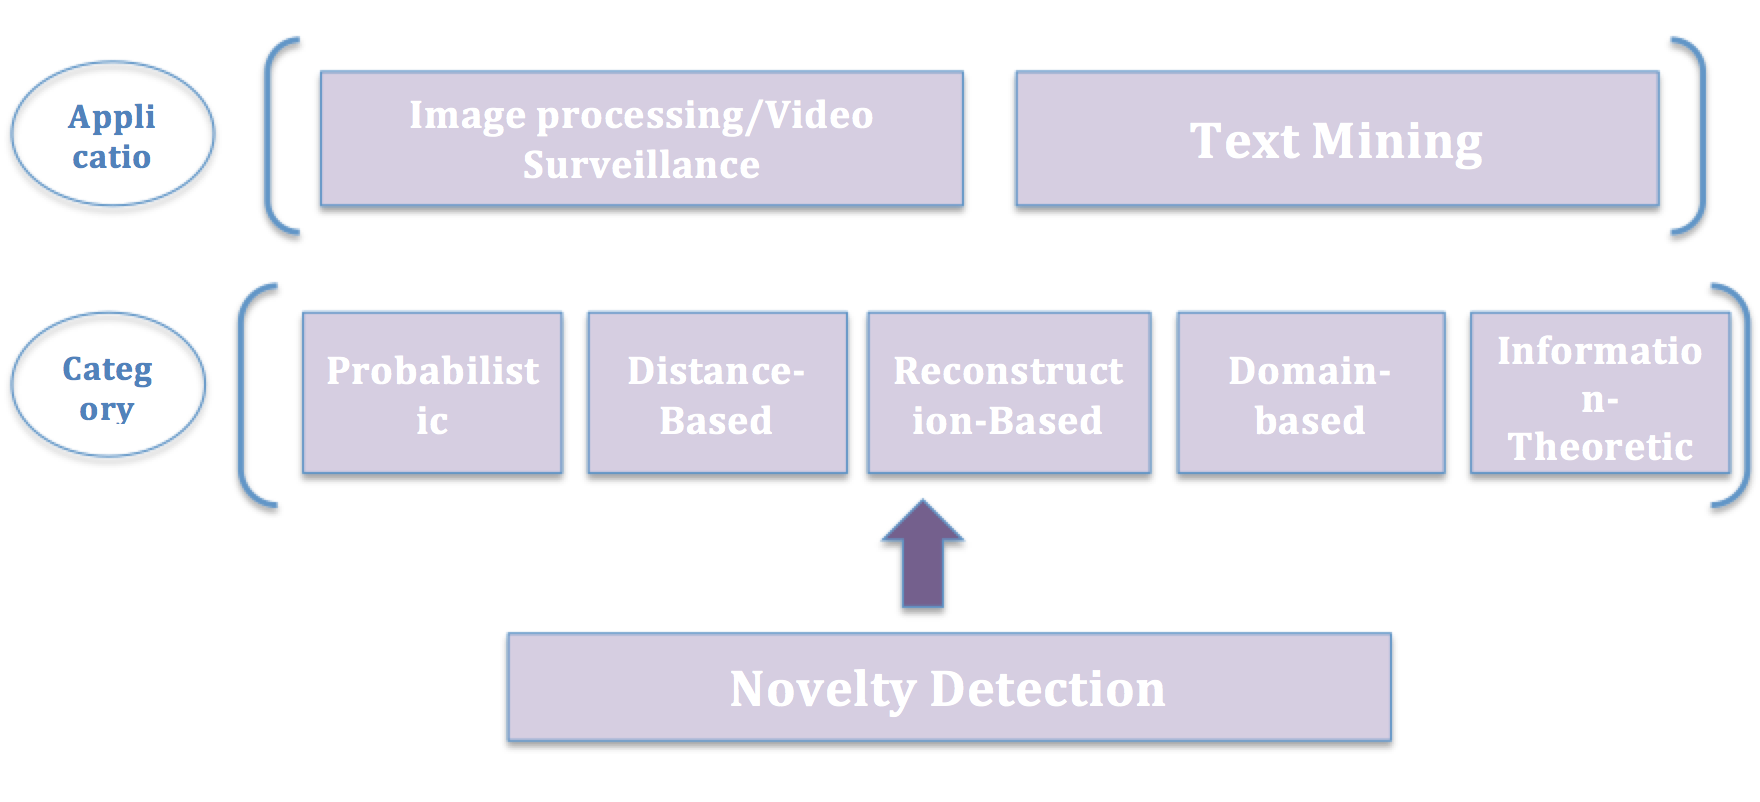 Appli
catio
Image processing/Video
Surveillance
Text Mining
Categ
ory
Probabilist
ic
Distance-
Based
Reconstruct
ion-Based
Domain-
based
Informatio
n-
Theoretic
Novelty Detection